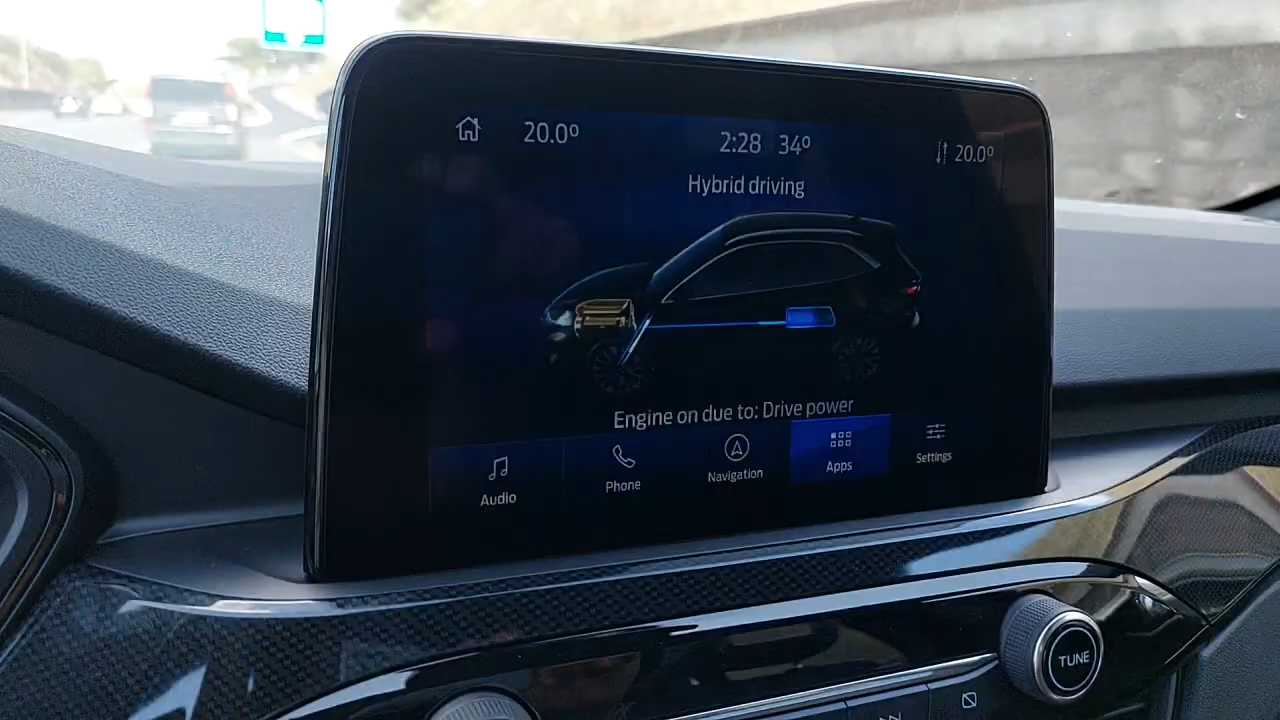 20.0°
2:28 34°
20.0°
Hybrid driving
Engine on due to: Drive power
Audio
Phone
Navigation
Apps
Settings
TUNE